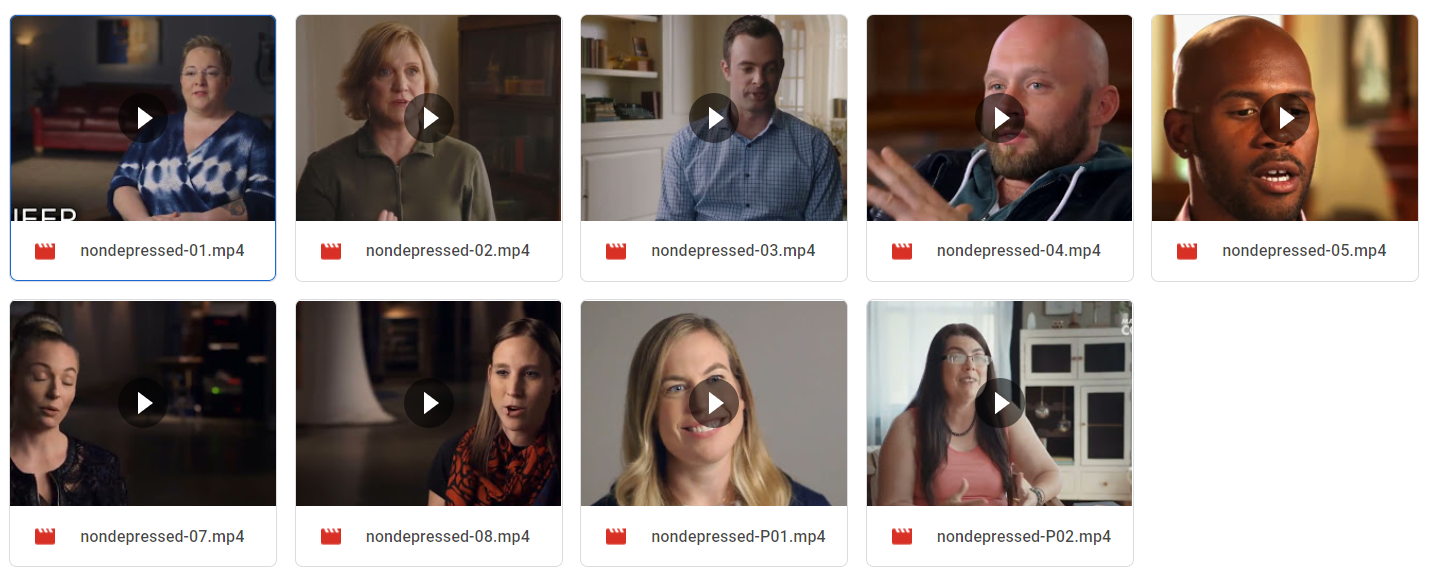 nondepressed-01.mp4
nondepressed-02.mp4
nondepressed-03.mp4
nondepressed-04.mp4
nondepressed-05.mp4
nondepressed-07.mp4
nondepressed-08.mp4
nondepressed-P01.mp4
nondepressed-P02.mp4